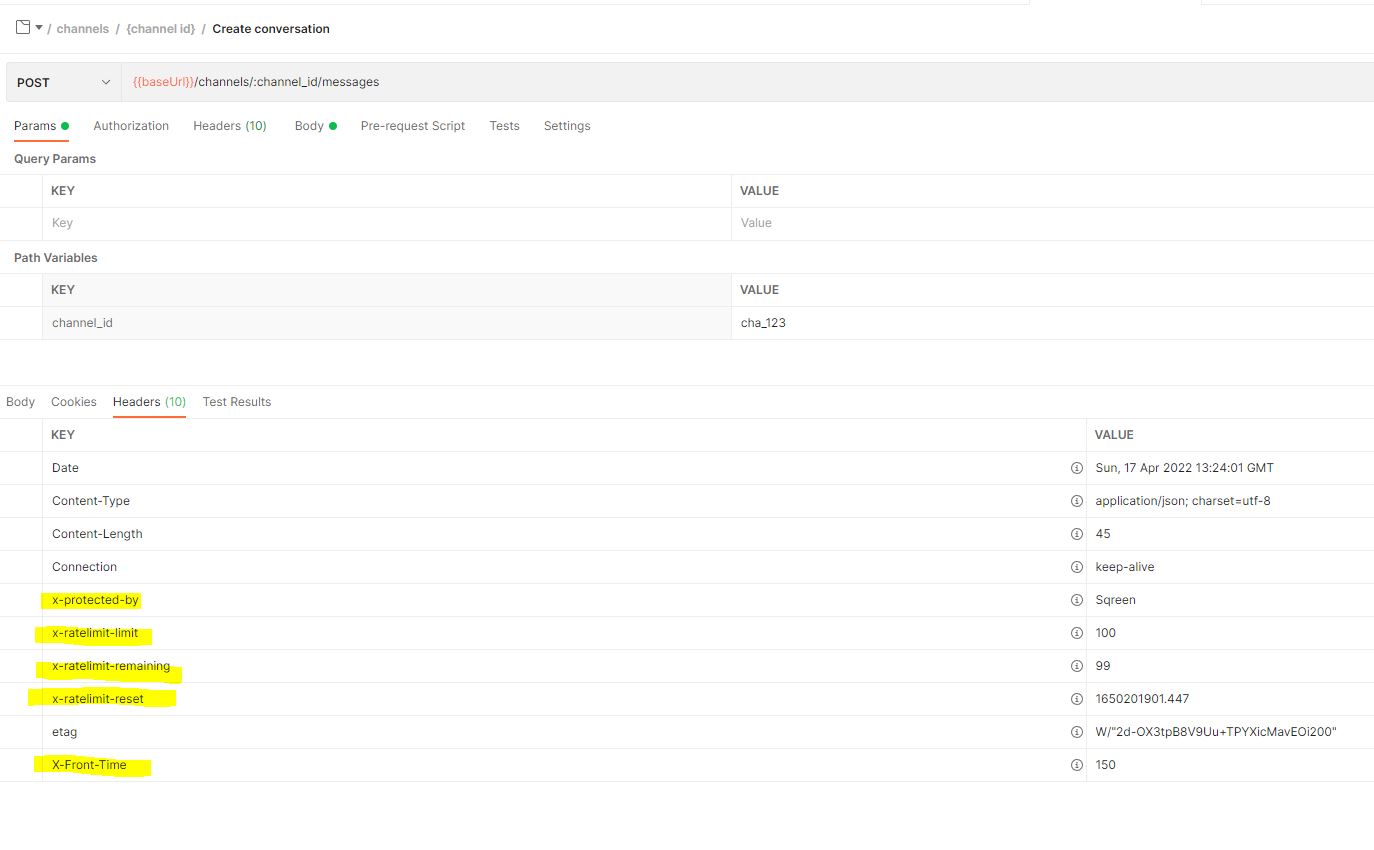 / channels / {channel id} / Create conversation
POST {{baseUrl}}/channels/:channel_id/messages
Params Authorization Headers (10) Body Pre-request Script Tests Settings
Query Params
KEY VALUE
Key Value
Path Variables
KEY VALUE
channel_id cha_123
Body Cookies Headers (10) Test Results
KEY VALUE
Date Sun, 17 Apr 2022 13:24:01 GMT
Content-Type application/json; charset=utf-8
Content-Length 45
Connection keep-alive
x-protected-by Sqreen
x-ratelimit-limit 100
x-ratelimit-remaining 99
x-ratelimit-reset 1650201901.447
etag W/"2d-OX3tpB8V9Uu+TPYXicMavEOi200"
X-Front-Time 150